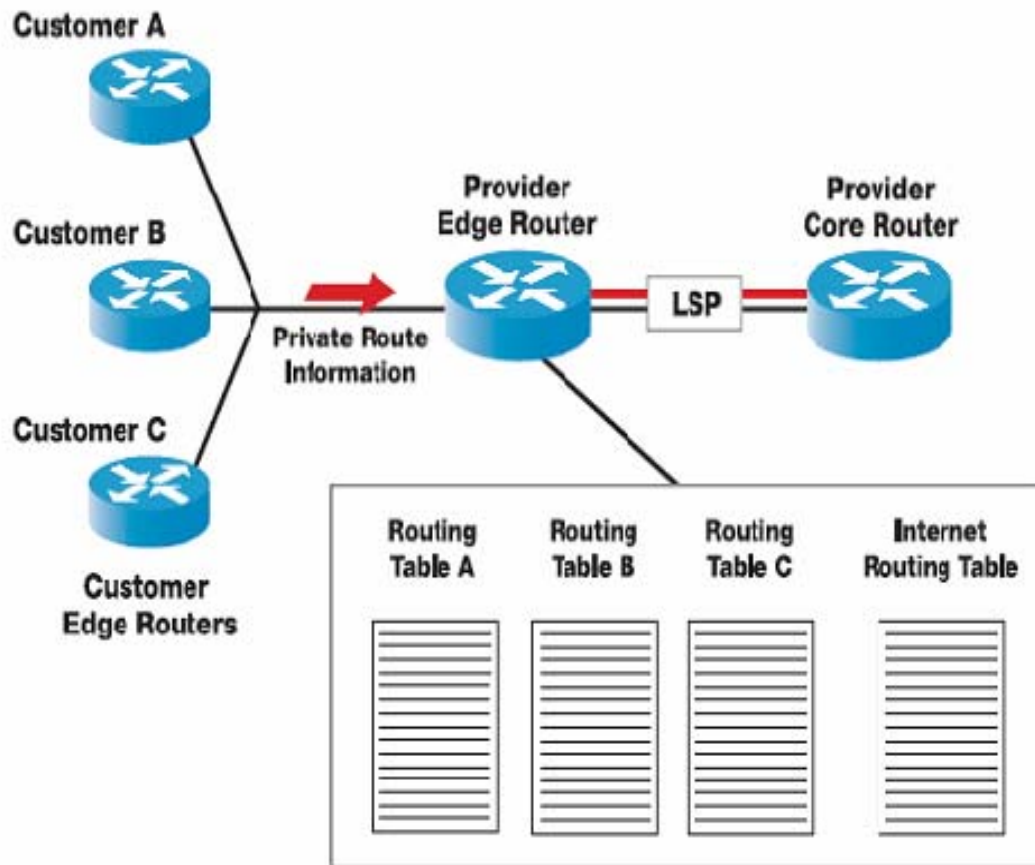 Customer A
Customer B
Customer C
Customer
Edge Routers
Private Route
Information
Provider
Edge Router
LSP
Provider
Core Router
Routing
Table A
Routing
Table B
Routing
Table C
Internet
Routing Table